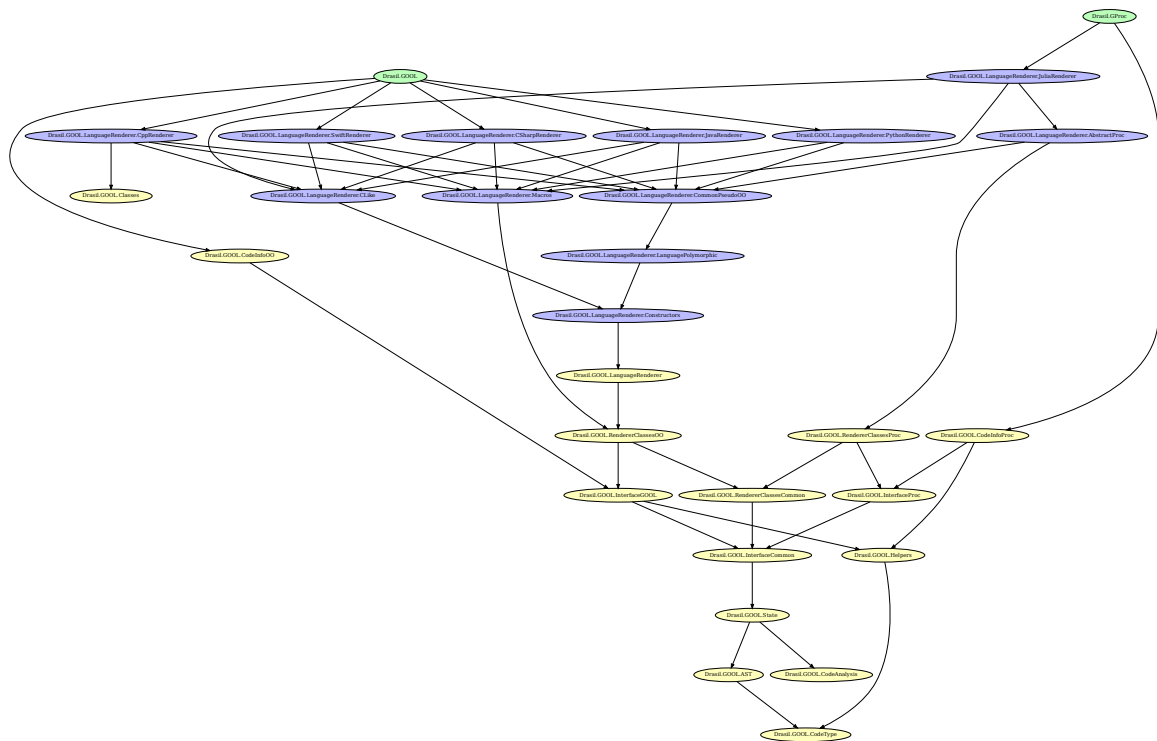 Drasil.GProc
Drasil.GOOL
Drasil.GOOL.LanguageRenderer.JuliaRenderer
Drasil.GOOL.LanguageRenderer.CppRenderer
Drasil.GOOL.LanguageRenderer.SwiftRenderer
Drasil.GOOL.LanguageRenderer.CSharpRenderer
Drasil.GOOL.LanguageRenderer.JavaRenderer
Drasil.GOOL.LanguageRenderer.PythonRenderer
Drasil.GOOL.LanguageRenderer.AbstractProc
Drasil.GOOL.Classes
Drasil.GOOL.LanguageRenderer.CLike
Drasil.GOOL.LanguageRenderer.Macros
Drasil.GOOL.LanguageRenderer.CommonPseudoOO
Drasil.GOOL.CodeInfoOO
Drasil.GOOL.LanguageRenderer.LanguagePolymorphic
Drasil.GOOL.LanguageRenderer.Constructors
Drasil.GOOL.LanguageRenderer
Drasil.GOOL.RendererClassesOO
Drasil.GOOL.RendererClassesProc
Drasil.GOOL.CodeInfoProc
Drasil.GOOL.InterfaceGOOL
Drasil.GOOL.RendererClassesCommon
Drasil.GOOL.InterfaceProc
Drasil.GOOL.InterfaceCommon
Drasil.GOOL.Helpers
Drasil.GOOL.State
Drasil.GOOL.AST
Drasil.GOOL.CodeAnalysis
Drasil.GOOL.CodeType